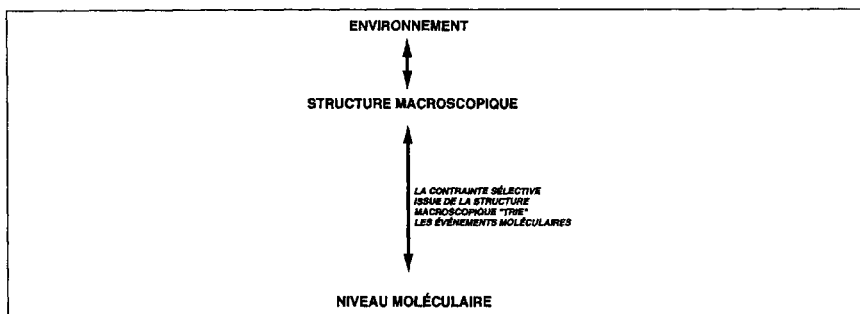 ENVIRONNEMENT
STRUCTURE MACROSCOPIQUE
LA CONTRAINTE SÉLECTIVE
ISSUE DE LA STRUCTURE
MACROSCOPIQUE "TRIE"
LES ÉVÉNEMENTS MOLÉCULAIRES
NIVEAU MOLÉCULAIRE